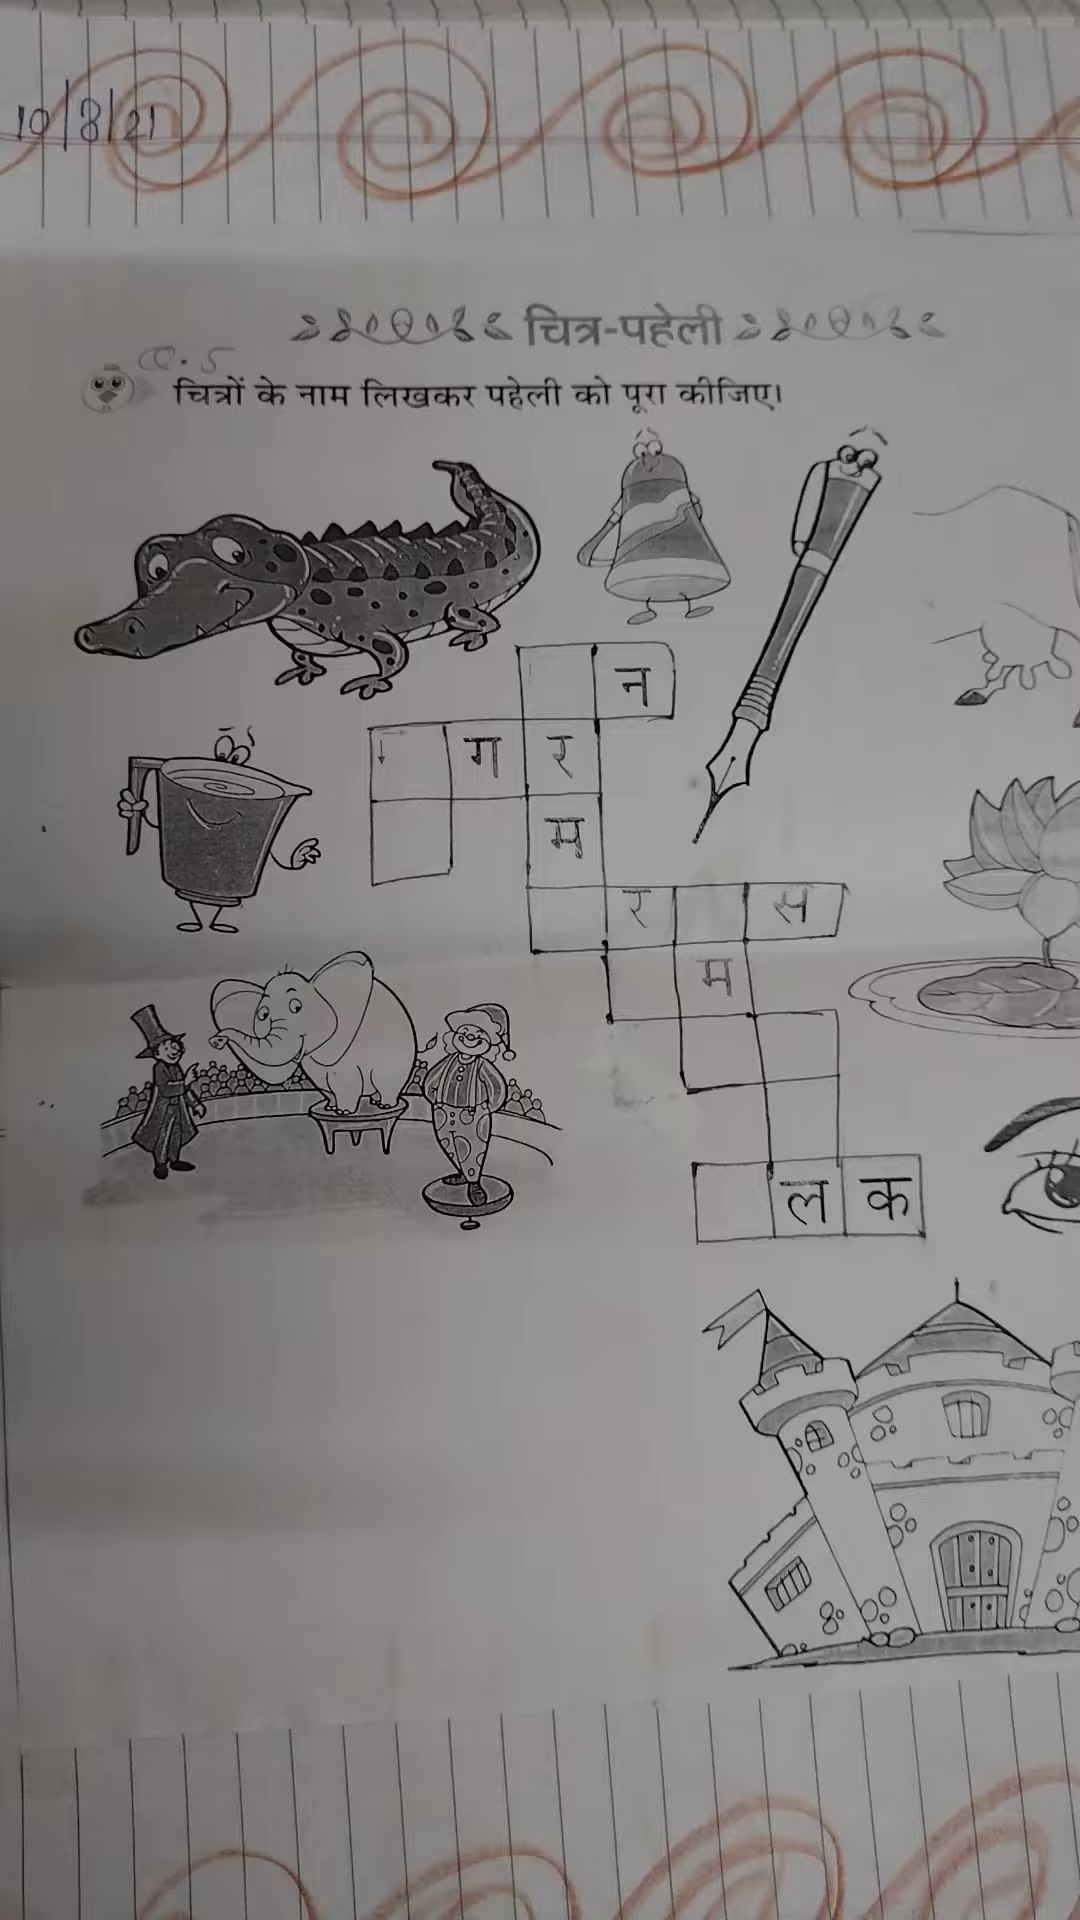 10/8/21
चित्र-पहेली
Q.5
चित्रों के नाम लिखकर पहेली को पूरा कीजिए।
न
ग र
म
र स
म
ल क